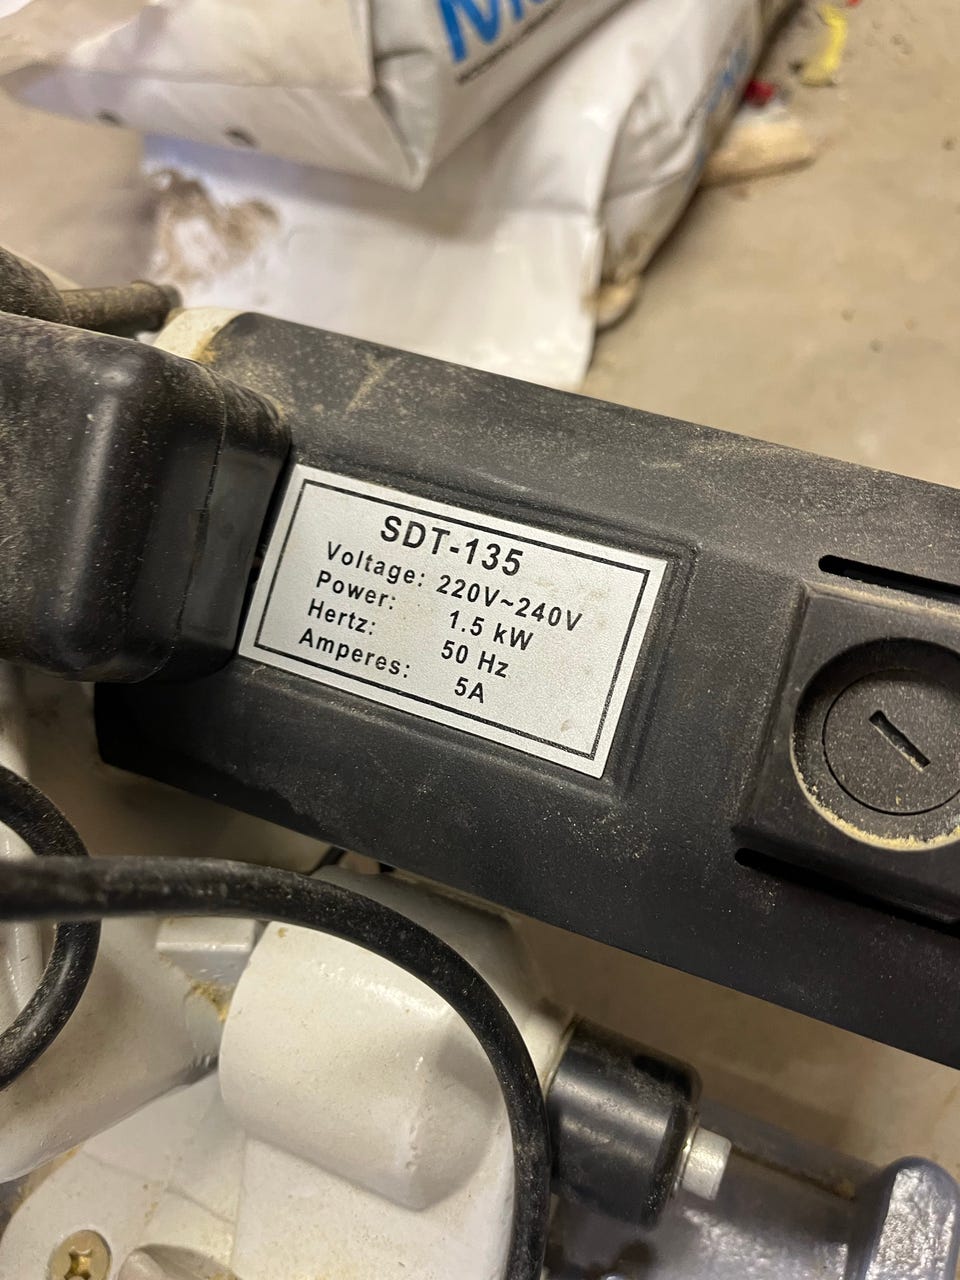 SDT-135
Voltage: 220V~240V
Power: 1.5 kW
Hertz: 50 Hz
Amperes: 5A